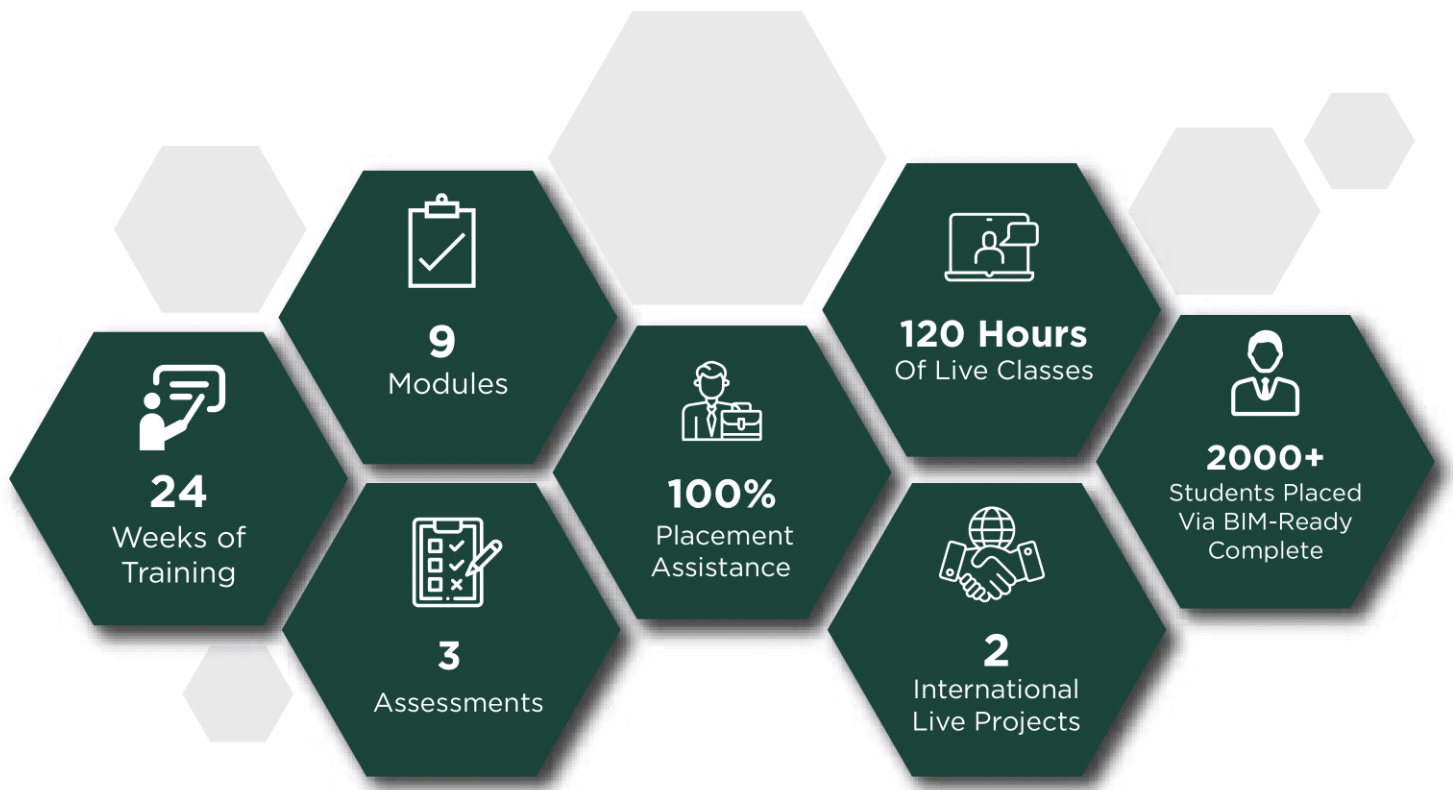 24
Weeks of
Training
9
Modules
3
Assessments
100%
Placement
Assistance
120 Hours
Of Live Classes
2
International
Live Projects
2000+
Students Placed
Via BIM-Ready
Complete